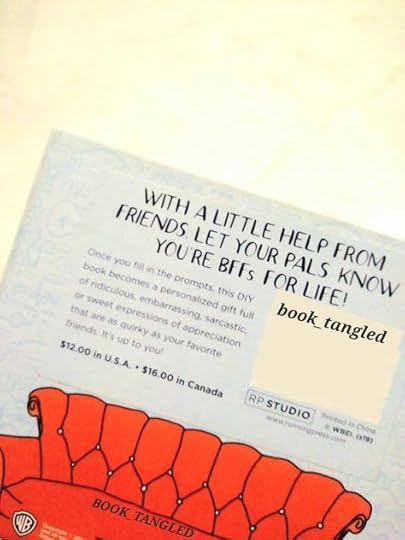 WITH A LITTLE HELP FROM
FRIENDS LET YOUR PALS KNOW
YOU'RE BFFs FOR LIFE!
Once you fill in the prompts, this DIY
book becomes a personalized gift full
of ridiculous, embarrassing, sarcastic,
or sweet expressions of appreciation
that are as quirky as your favorite
friends. It's up to you!
$12.00 in U.S.A. • $16.00 in Canada
book_tangled
RP STUDIO
www.runningpress.com
Printed in China
© WBEI. (s19)
BOOK_TANGLED
WB